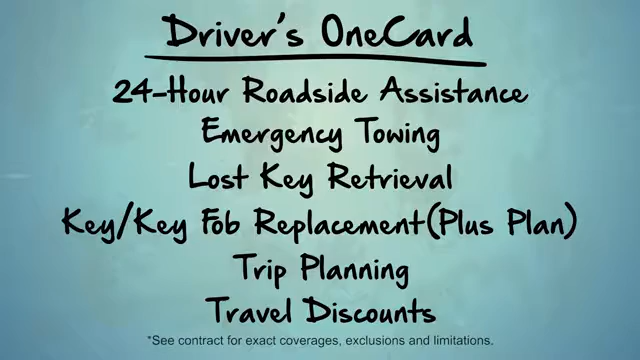 Driver's OneCard
24-Hour Roadside Assistance
Emergency Towing
Lost Key Retrieval
Key/Key Fob Replacement(Plus Plan)
Trip Planning
Travel Discounts
*See contract for exact coverages, exclusions and limitations.